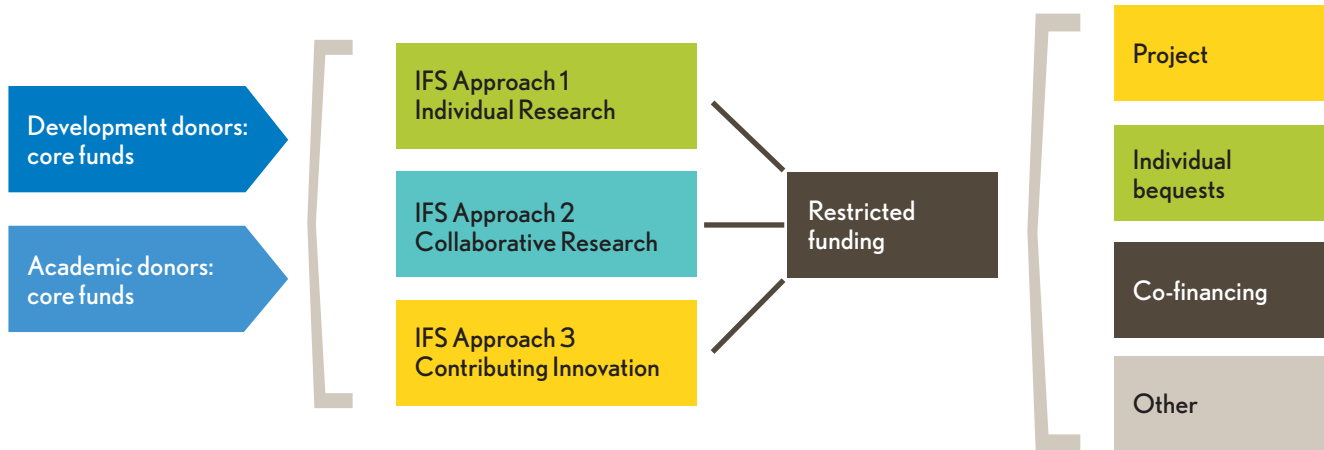 Development donors:
core funds
Academic donors:
core funds
IFS Approach 1
Individual Research
IFS Approach 2
Collaborative Research
IFS Approach 3
Contributing Innovation
Restricted
funding
Project
Individual
bequests
Co-financing
Other